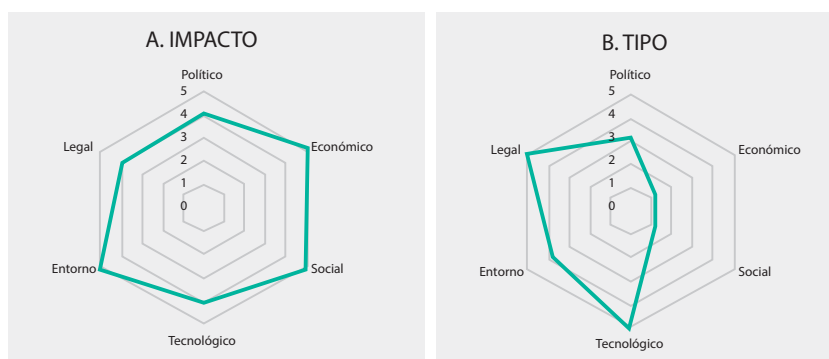 A. IMPACTO
Político
5
4
3
2
1
0
Económico
Legal
Entorno
Social
Tecnológico
B. TIPO
Político
5
4
3
2
1
0
Legal
Económico
Entorno
Social
Tecnológico